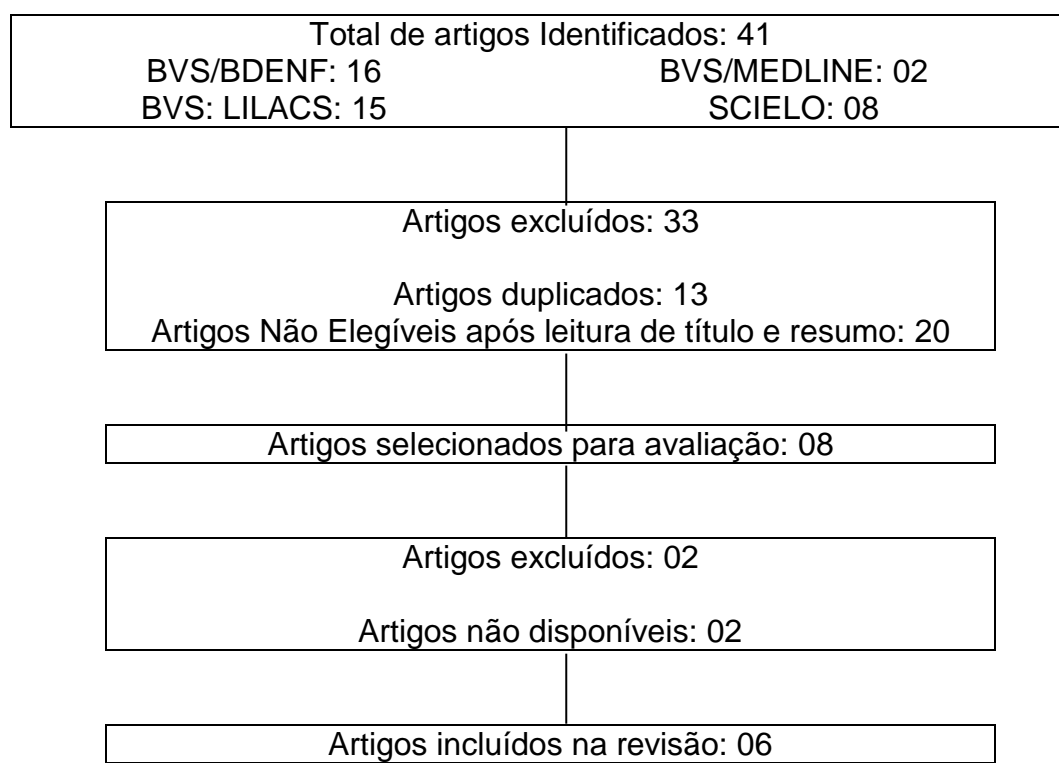 Total de artigos Identificados: 41
BVS/BDENF: 16 BVS/MEDLINE: 02
BVS: LILACS: 15 SCIELO: 08
Artigos excluídos: 33
Artigos duplicados: 13
Artigos Não Elegíveis após leitura de título e resumo: 20
Artigos selecionados para avaliação: 08
Artigos excluídos: 02
Artigos não disponíveis: 02
Artigos incluídos na revisão: 06